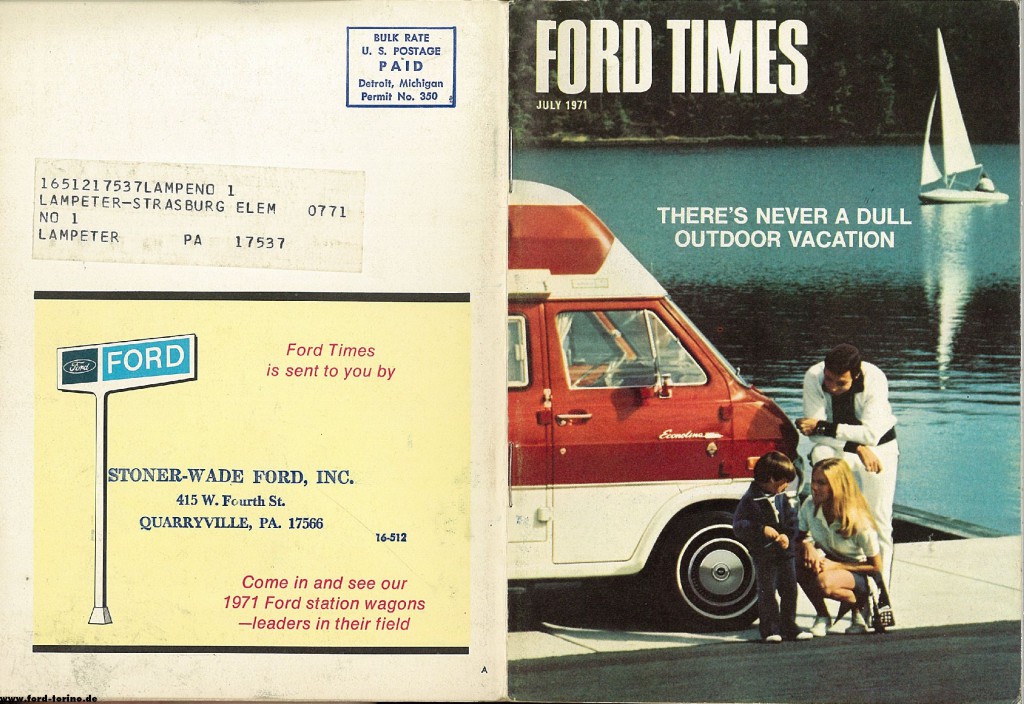 BULK RATE
U. S. POSTAGE
PAID
Detroit, Michigan
Permit No. 350
1651217537LAMPENO 1
LAMPETER-STRASBURG ELEM 0771
NO 1
LAMPETER PA 17537
Ford
FORD
Ford Times
is sent to you by
STONER-WADE FORD, INC.
415 W. Fourth St.
QUARRYVILLE, PA. 17566
16-512
Come in and see our
1971 Ford station wagons
—leaders in their field
A
www.ford-torino.de
FORD TIMES
JULY 1971
THERE'S NEVER A DULL
OUTDOOR VACATION
Econoline